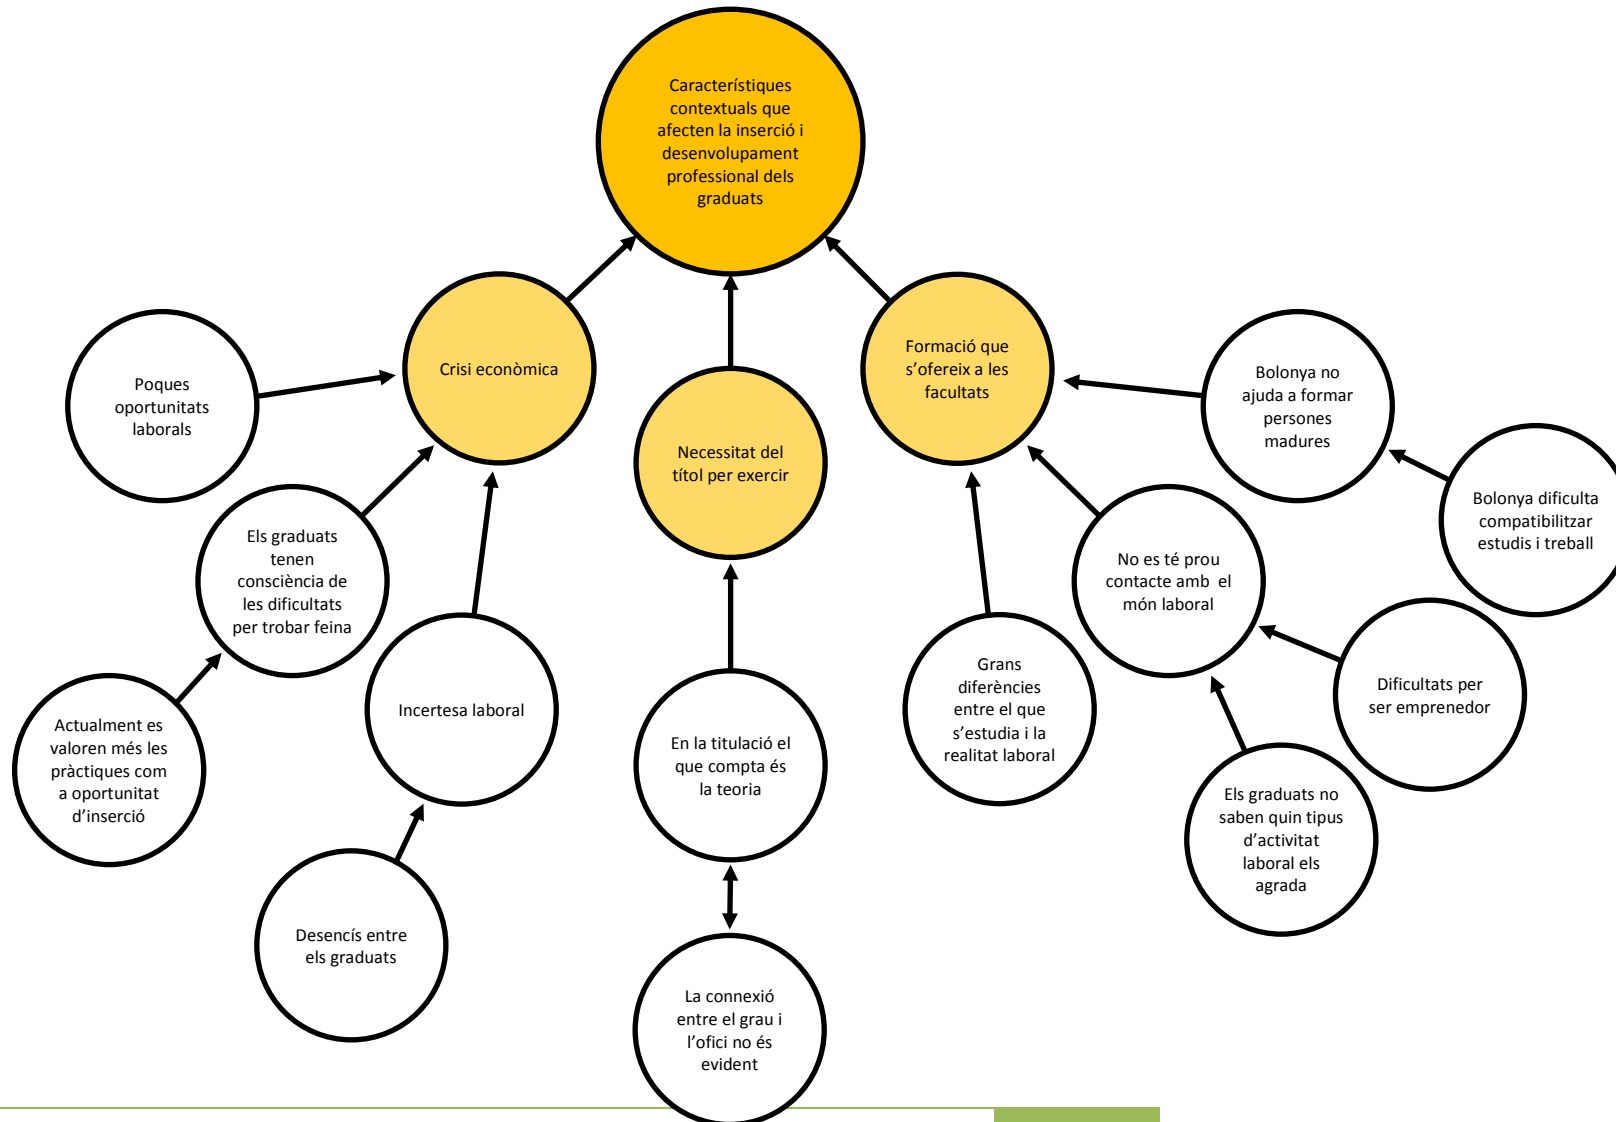 Característiques
contextuals que
afecten la inserció i
desenvolupament
professional dels
graduats
Crisi econòmica
Necessitat del
títol per exercir
Formació que
s’ofereix a les
facultats
Poques
oportunitats
laborals
Els graduats
tenen
consciència de
les dificultats
per trobar feina
Actualment es
valoren més les
pràctiques com
a oportunitat
d’inserció
Incertesa laboral
Desencís entre
els graduats
En la titulació el
que compta és
la teoria
La connexió
entre el grau i
l’ofici no és
evident
Grans
diferències
entre el que
s’estudia i la
realitat laboral
No es té prou
contacte amb  el
món laboral
Bolonya no
ajuda a formar
persones
madures
Bolonya dificulta
compatibilitzar
estudis i treball
Dificultats per
ser emprenedor
Els graduats no
saben quin tipus
d’activitat
laboral els
agrada